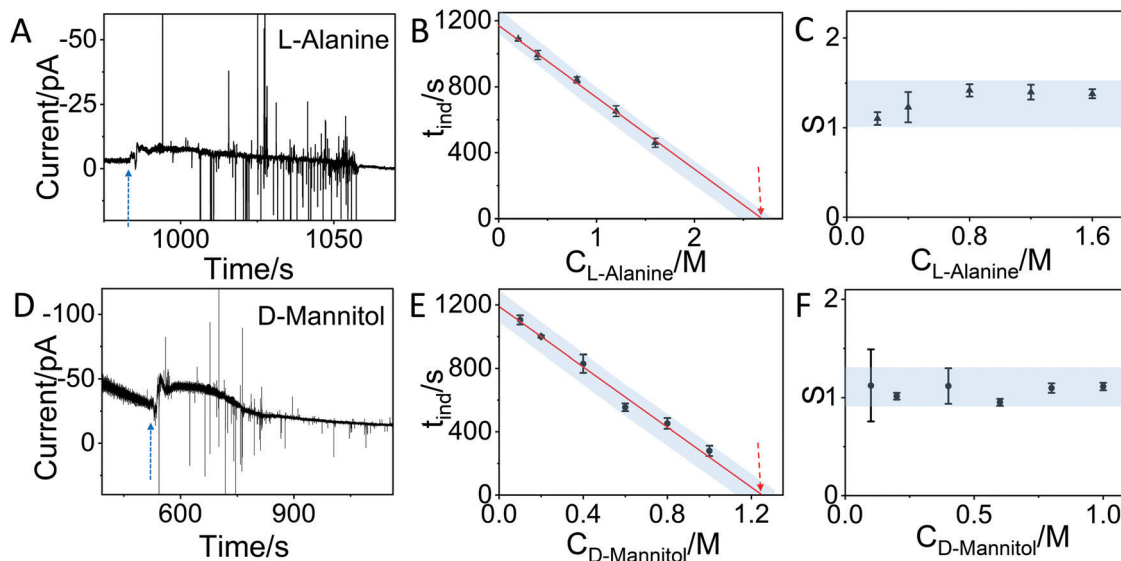 A
L-Alanine
Current/pA
-50
-25
0
1000
1050
Time/s
B
t_ind/s
1200
800
400
0
0
1
2
C_L-Alanine/M
C
S
2
1
0
0.0
0.8
1.6
C_L-Alanine/M
D
D-Mannitol
Current/pA
-100
-50
0
600
900
Time/s
E
t_ind/s
1200
800
400
0
0.0
0.4
0.8
1.2
C_D-Mannitol/M
F
S
2
1
0
0.0
0.5
1.0
C_D-Mannitol/M